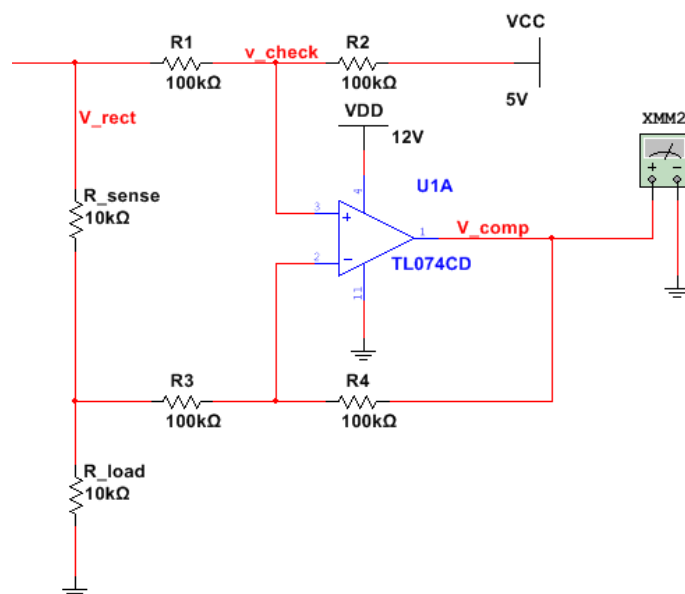 VCC
R1
v_check
R2
100kΩ
100kΩ
5V
V_rect
VDD
12V
XMM2
R_sense
10kΩ
U1A
4
3
+
1
V_comp
2
−
TL074CD
11
+ −
R3
100kΩ
R4
100kΩ
R_load
10kΩ